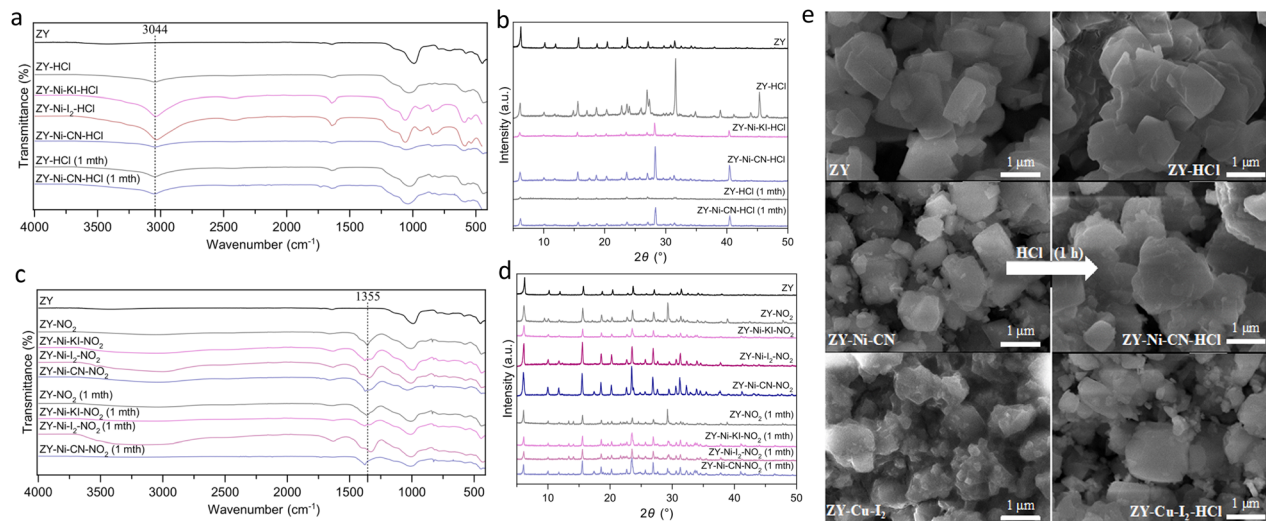 a
3044
ZY
ZY-HCl
ZY-Ni-KI-HCl
ZY-Ni-I₂-HCl
ZY-Ni-CN-HCl
ZY-HCl (1 mth)
ZY-Ni-CN-HCl (1 mth)
Transmittance (%)
4000 3500 3000 2500 2000 1500 1000 500
Wavenumber (cm⁻¹)
b
ZY
ZY-HCl
ZY-Ni-KI-HCl
ZY-Ni-CN-HCl
ZY-HCl (1 mth)
ZY-Ni-CN-HCl (1 mth)
Intensity (a.u.)
10 20 30 40 50
2θ (°)
c
1355
ZY
ZY-NO₂
ZY-Ni-KI-NO₂
ZY-Ni-I₂-NO₂
ZY-Ni-CN-NO₂
ZY-NO₂ (1 mth)
ZY-Ni-KI-NO₂ (1 mth)
ZY-Ni-I₂-NO₂ (1 mth)
ZY-Ni-CN-NO₂ (1 mth)
Transmittance (%)
4000 3500 3000 2500 2000 1500 1000 500
Wavenumber (cm⁻¹)
d
ZY
ZY-NO₂
ZY-Ni-KI-NO₂
ZY-Ni-I₂-NO₂
ZY-Ni-CN-NO₂
ZY-NO₂ (1 mth)
ZY-Ni-KI-NO₂ (1 mth)
ZY-Ni-I₂-NO₂ (1 mth)
ZY-Ni-CN-NO₂ (1 mth)
Intensity (a.u.)
10 20 30 40 50
2θ (°)
e
ZY
1 μm
ZY-HCl
1 μm
HCl (1 h)
ZY-Ni-CN
1 μm
ZY-Ni-CN-HCl
1 μm
ZY-Cu-I₂
1 μm
ZY-Cu-I₂-HCl
1 μm